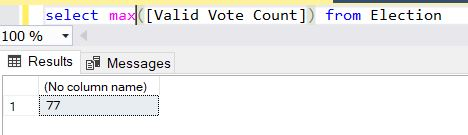 select max([Valid Vote Count]) from Election
100 %
Results Messages
(No column name)
1 77